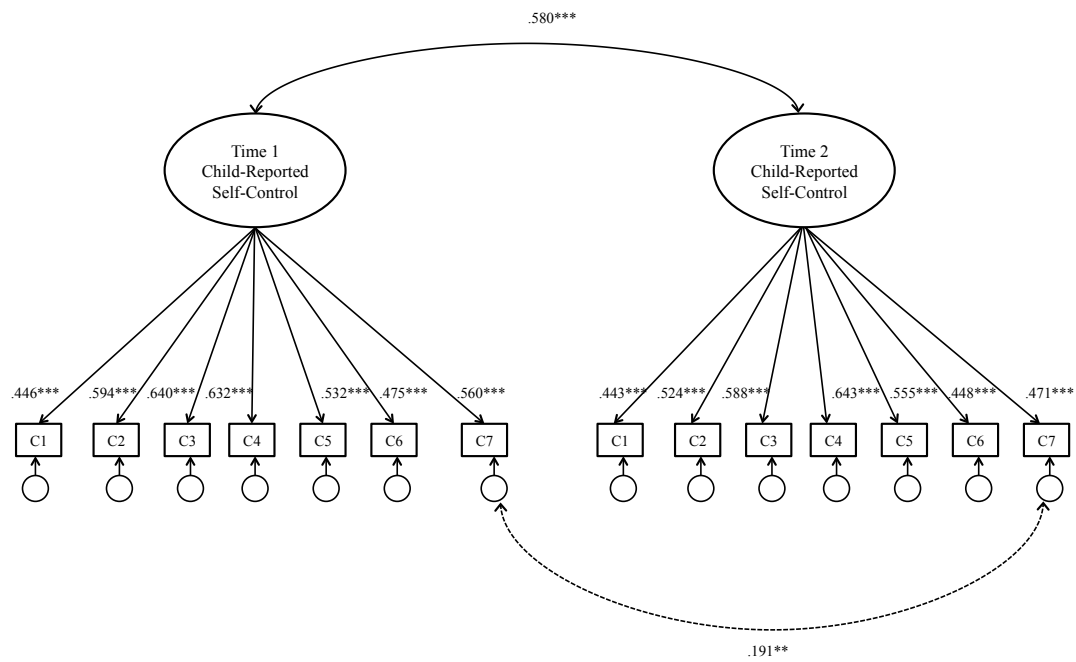 .580***
Time 1
Child-Reported
Self-Control
Time 2
Child-Reported
Self-Control
.446*** .594*** .640*** .632*** .532*** .475*** .560*** .443*** .524*** .588*** .643*** .555*** .448*** .471***
C1 C2 C3 C4 C5 C6 C7 C1 C2 C3 C4 C5 C6 C7
.191**